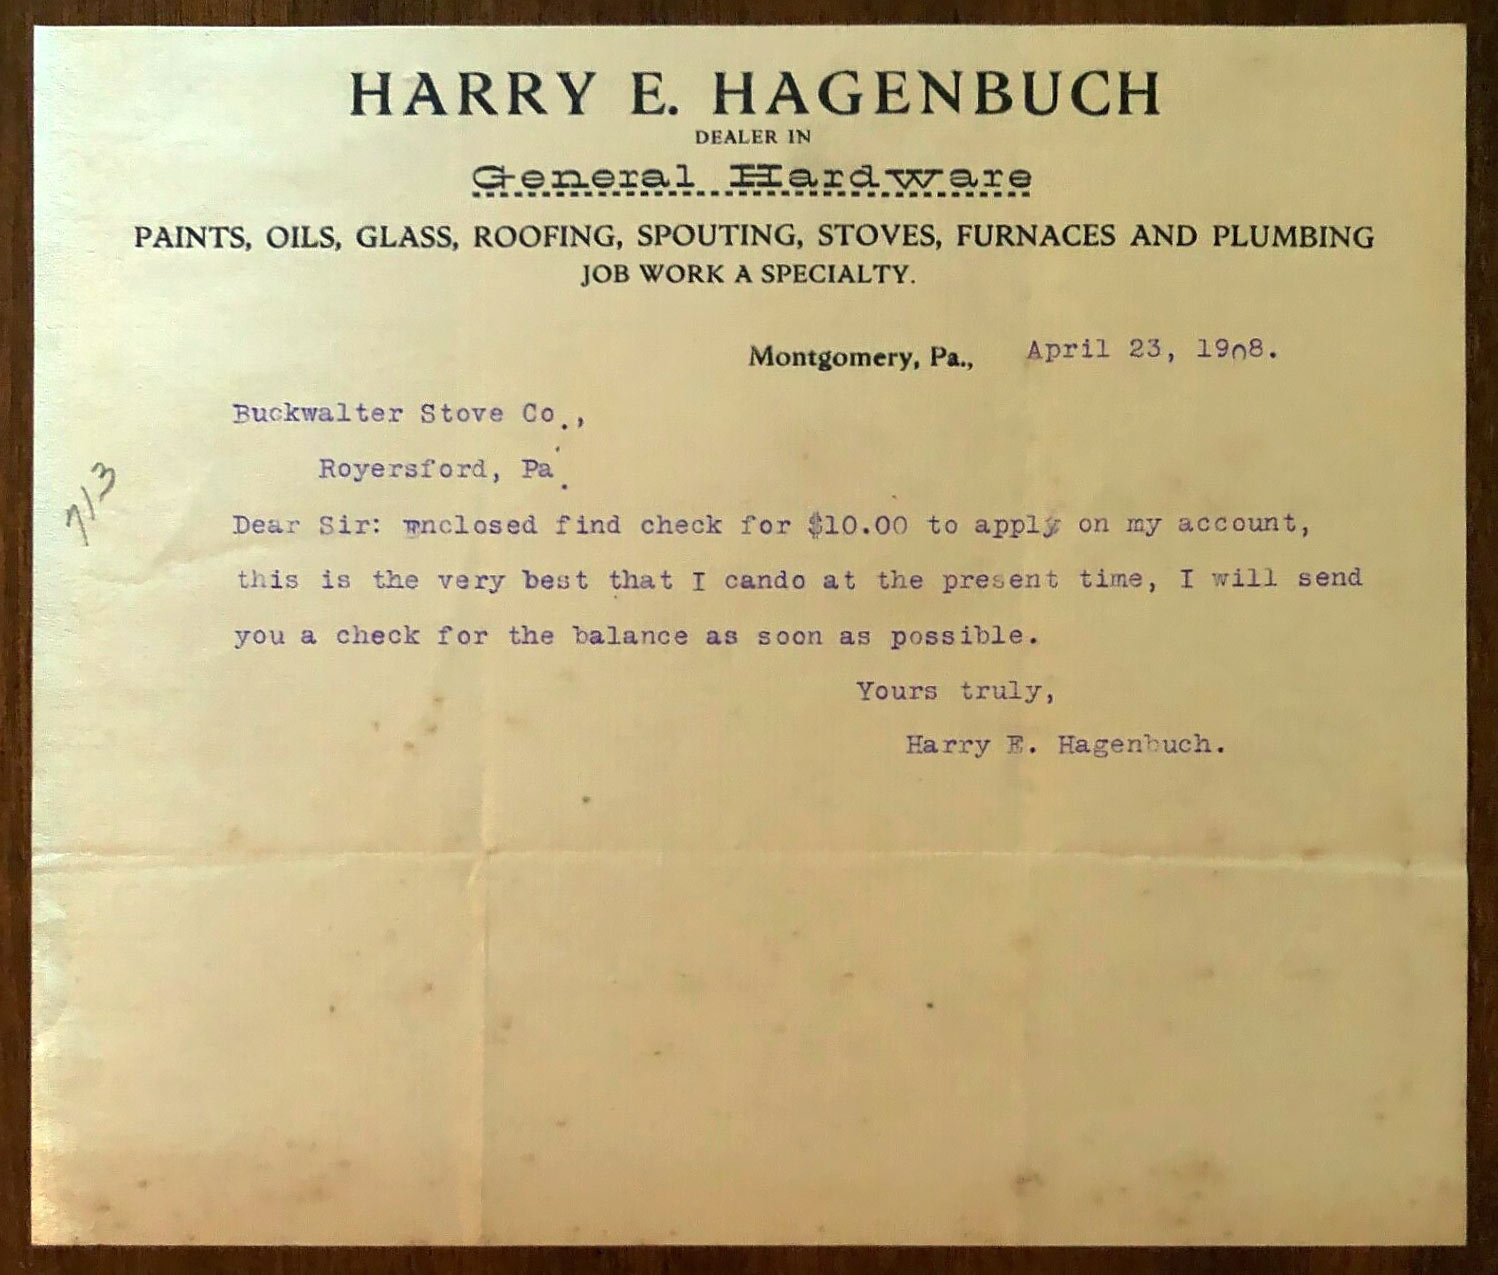 HARRY E. HAGENBUCH
DEALER IN
General Hardware
PAINTS, OILS, GLASS, ROOFING, SPOUTING, STOVES, FURNACES AND PLUMBING
JOB WORK A SPECIALTY.
Montgomery, Pa., April 23, 1908.
Buckwalter Stove Co.,
Royersford, Pa.
713
Dear Sir: Enclosed find check for $10.00 to apply on my account,
this is the very best that I cando at the present time, I will send
you a check for the balance as soon as possible.
Yours truly,
Harry E. Hagenbuch.